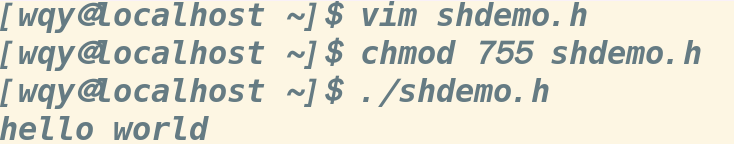 [wqy@localhost ~]$ vim shdemo.h
[wqy@localhost ~]$ chmod 755 shdemo.h
[wqy@localhost ~]$ ./shdemo.h
hello world